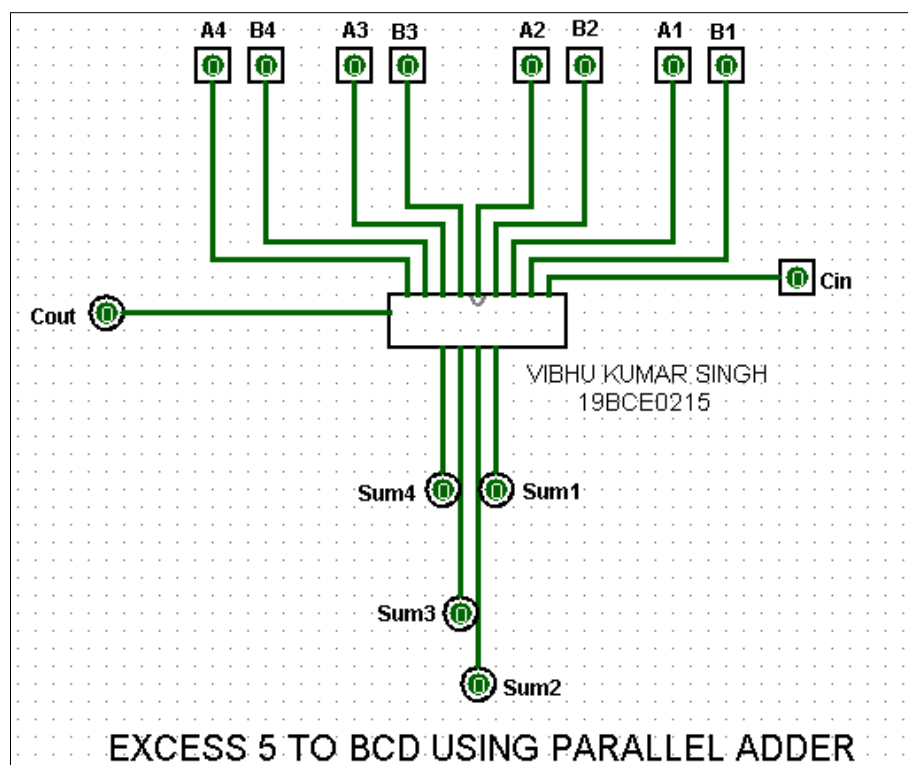 A4 B4 A3 B3 A2 B2 A1 B1
Cin
Cout
VIBHU KUMAR SINGH
19BCE0215
Sum4 Sum1
Sum3
Sum2
EXCESS 5 TO BCD USING PARALLEL ADDER